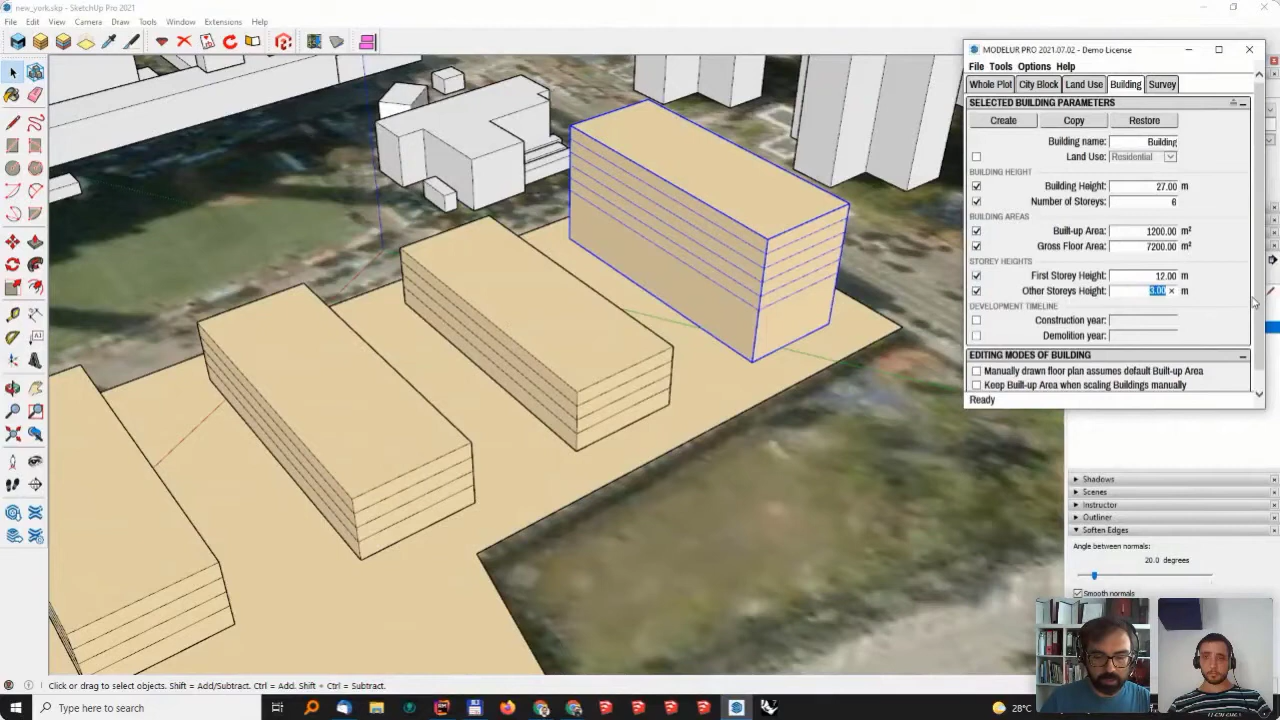 new_york.skp - SketchUp Pro 2021
File Edit View Camera Draw Tools Window Extensions Help
MODELUR PRO 2021.07.02 - Demo License
File Tools Options Help
Whole Plot City Block Land Use Building Survey
SELECTED BUILDING PARAMETERS
Create Copy Restore
Building name: Building
Land Use: Residential
BUILDING HEIGHT
Building Height: 27.00 m
Number of Storeys: 6
BUILDING AREAS
Built-up Area: 1200.00 m²
Gross Floor Area: 7200.00 m²
STOREY HEIGHTS
First Storey Height: 12.00 m
Other Storeys Height: 3.00 × m
DEVELOPMENT TIMELINE
Construction year:
Demolition year:
EDITING MODES OF BUILDING
Manually drawn floor plan assumes default Built-up Area
Keep Built-up Area when scaling Buildings manually
Ready
Shadows
Scenes
Instructor
Outliner
Soften Edges
Angle between normals:
20.0 degrees
Smooth normals
Click or drag to select objects. Shift = Add/Subtract. Ctrl = Add. Shift + Ctrl = Subtract.
Type here to search
28°C